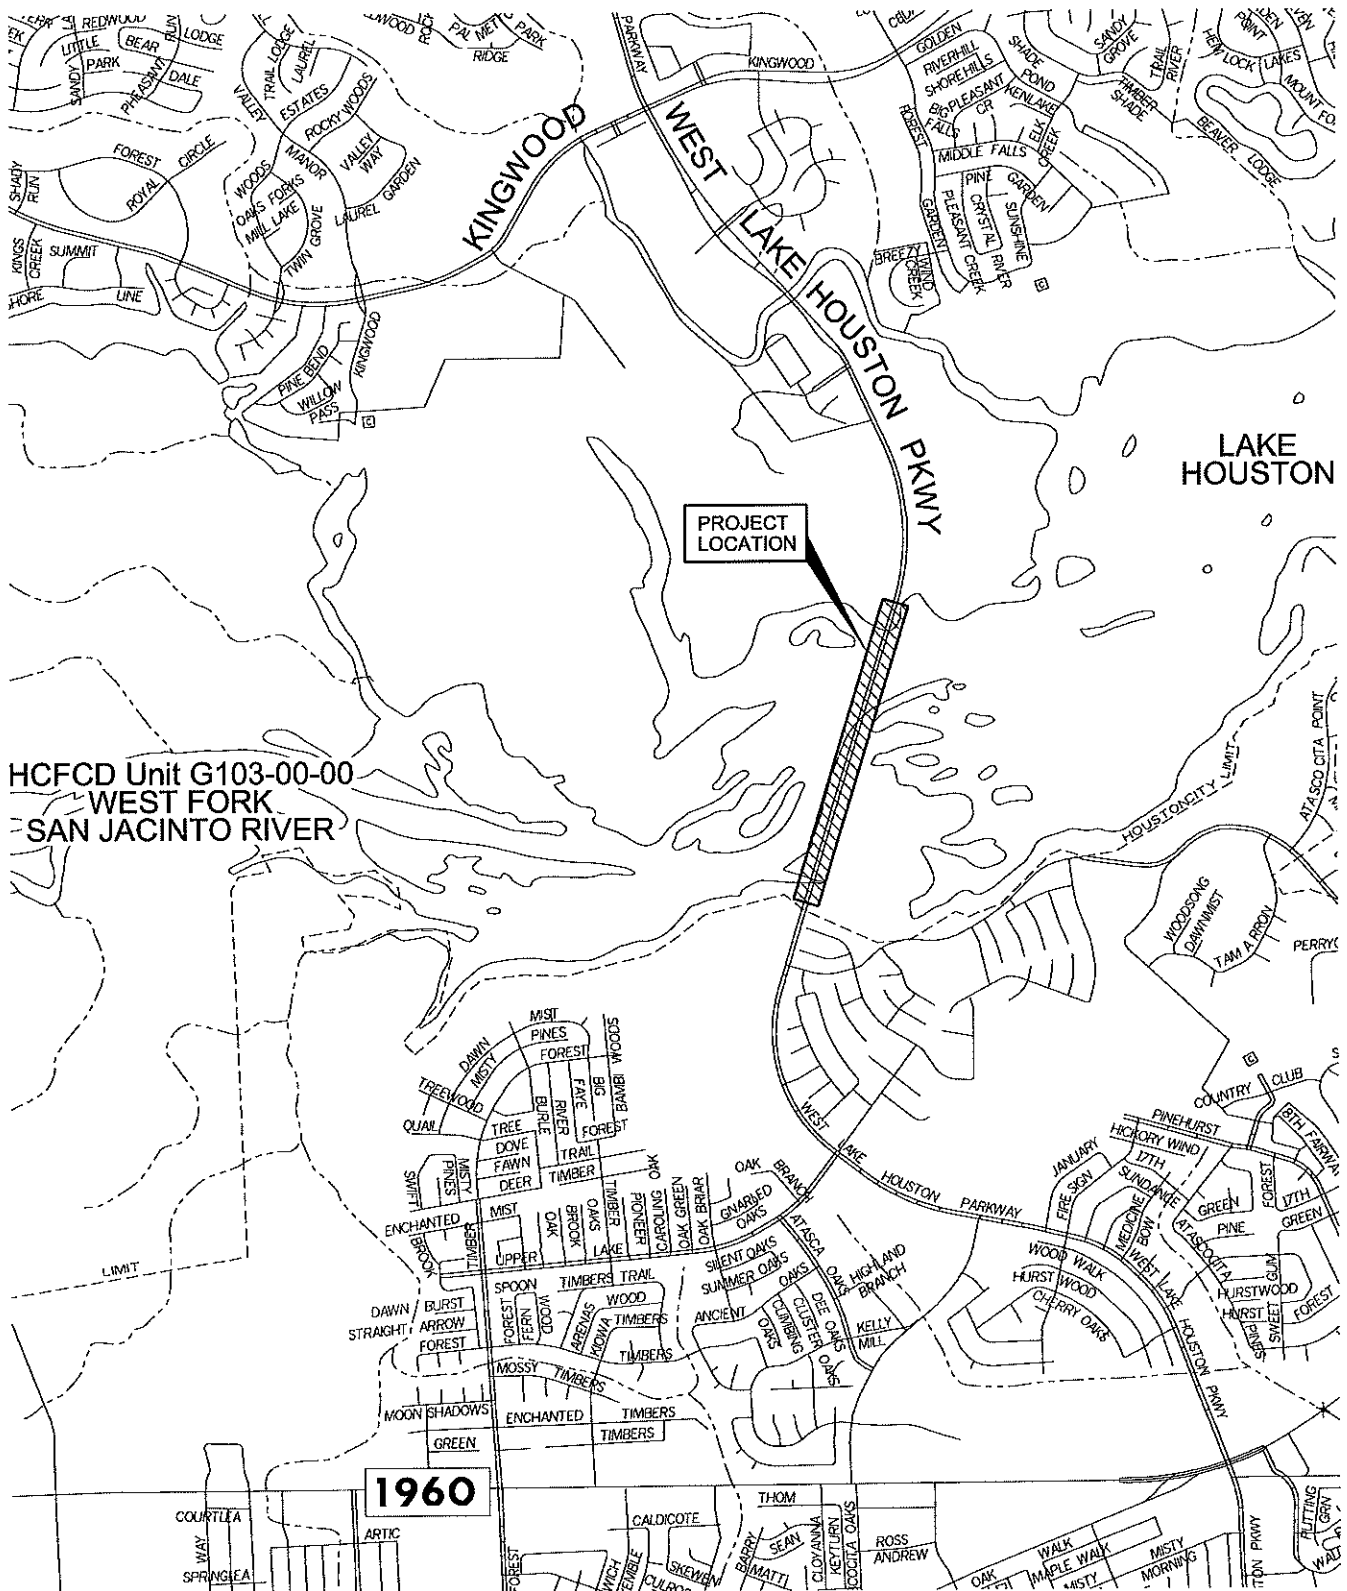 REDWOOD
LODGE
LITTLE
BEAR
RUN
PARK
DALE
SANDY
PHEASANT
TRAIL LODGE
LAUREL
VALLEY
ESTATES
ROCKY WOODS
MANOR
VALLEY
WAY
PAL MET
PARK
RIDGE
PARKWAY
KINGWOOD
GOLDEN
RIVERHILL
SHOREHILLS
BIG PLEASANT
FALLS
CR
SHADE
POND
KENLAKE
ELK
CREEK
SANDY
GROVE
TRAIL
RIVER
TIMBER
SHADE
HEMLOCK
POINT
LAKES
MOUNT
BEAVER
LODGE
FOREST
MIDDLE FALLS
PINE
GARDEN
GARDEN
PLEASANT CREEK
CRYSTAL RIVER
SUNSHINE
BREEZY
WIND
CREEK
C
KINGWOOD
WEST LAKE HOUSTON PKWY
FOREST
CIRCLE
ROYAL
SHADY
RUN
WOODS
OAKS FORKS
MILL LAKE
TWIN GROVE
LAUREL
GARDEN
KINGS
CREEK
SUMMIT
SHORE
LINE
KINGWOOD
PINE BEND
WILLOW
PASS
C
LAKE
HOUSTON
PROJECT
LOCATION
HCFCD Unit G103-00-00
WEST FORK
SAN JACINTO RIVER
HOUSTON CITY LIMIT
ATASCOCITA POINT
WOODSONG
DAWNMIST
TAM A RRON
MIST
PINES
FOREST
DAWN
MISTY
TREEWOOD
QUAIL
TREE
DOVE
FAWN
DEER
BURLE
RIVER
FAYE
BIG
BAMBI
WOODS
FOREST
TRAIL
TIMBER
SWIFT
PINES
MISTY
ENCHANTED
BROOK
MIST
TIMBER
UPPER
LAKE
OAK
BROOK
OAKS
TIMBER
PIONEER
CAROLING
OAK
OAK GREEN
OAK BRIAR
OAK
BRANCH
GNARLED
OAKS
SILENT OAKS
SUMMER OAKS
OAKS
ATASCA
OAKS
HIGHLAND
BRANCH
WEST
LAKE
HOUSTON
PARKWAY
C
COUNTRY
CLUB
PINEHURST
HICKORY WIND
17TH
SUNDANCE
JANUARY
FIRE SIGN
MEDICINE
BOW
8TH FAIRWAY
FOREST
17TH
GREEN
GREEN
PINE
ATASCOCITA
WOOD WALK
HURST WOOD
CHERRY OAKS
WEST LAKE
HOUSTON PKWY
HURSTWOOD
HURST
PINES
SWEET GUM
FOREST
LIMIT
DAWN
BURST
STRAIGHT
ARROW
FOREST
SPOON
FOREST
FERN
WOOD
TIMBERS TRAIL
WOOD
TIMBERS
ARENAS
KIOWA
TIMBERS
ANCIENT
OAKS
CLIMBING
CLUSTER
OAKS
DEE OAKS
KELLY
MILL
MOSSY
TIMBERS
MOON SHADOWS
ENCHANTED
TIMBERS
TIMBERS
GREEN
1960
COURTLEA
WAY
SPRINGLEA
ARTIC
FOREST
CALDICOTE
SKEWEN
THOM
BARRY
SEAN
MATTI
CLOYANNA
KEYTURN
OAKS
ROSS
ANDREW
OAK
WALK
MAPLE WALK
MISTY
MISTY
MORNING
PUTTING
GRN